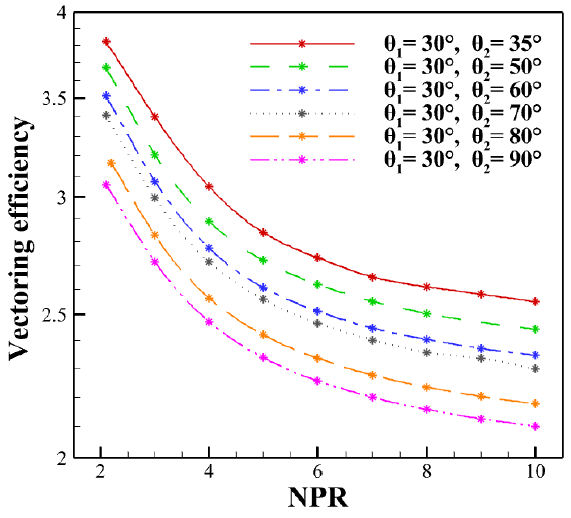 4
θ₁= 30°, θ₂= 35°
θ₁= 30°, θ₂= 50°
3.5
θ₁= 30°, θ₂= 60°
θ₁= 30°, θ₂= 70°
θ₁= 30°, θ₂= 80°
θ₁= 30°, θ₂= 90°
3
Vectoring efficiency
2.5
2
2 4 6 8 10
NPR